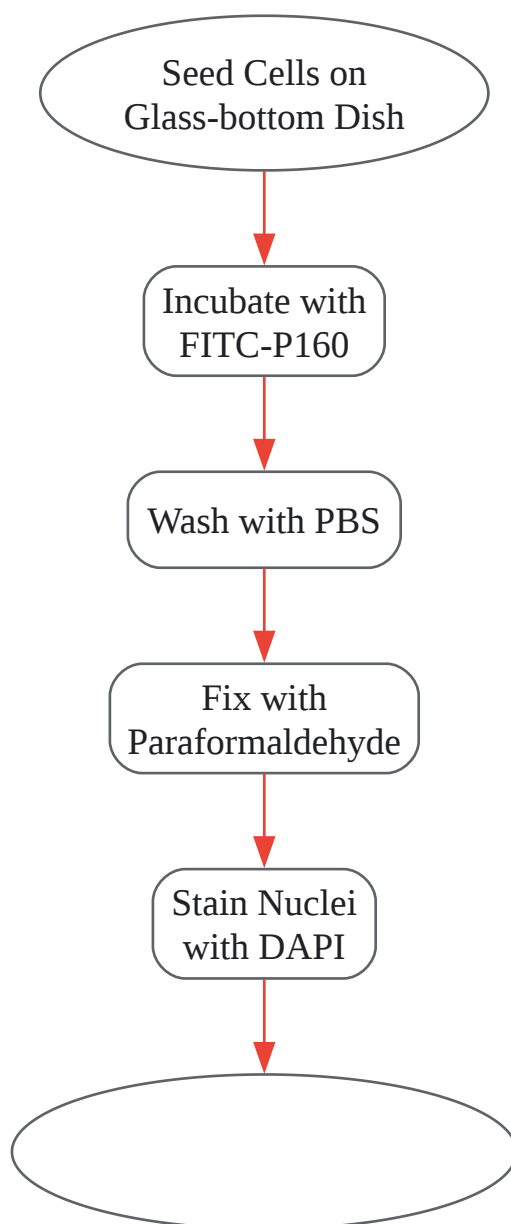 Seed Cells on
Glass-bottom Dish
Incubate with
FITC-P160
Wash with PBS
Fix with
Paraformaldehyde
Stain Nuclei
with DAPI